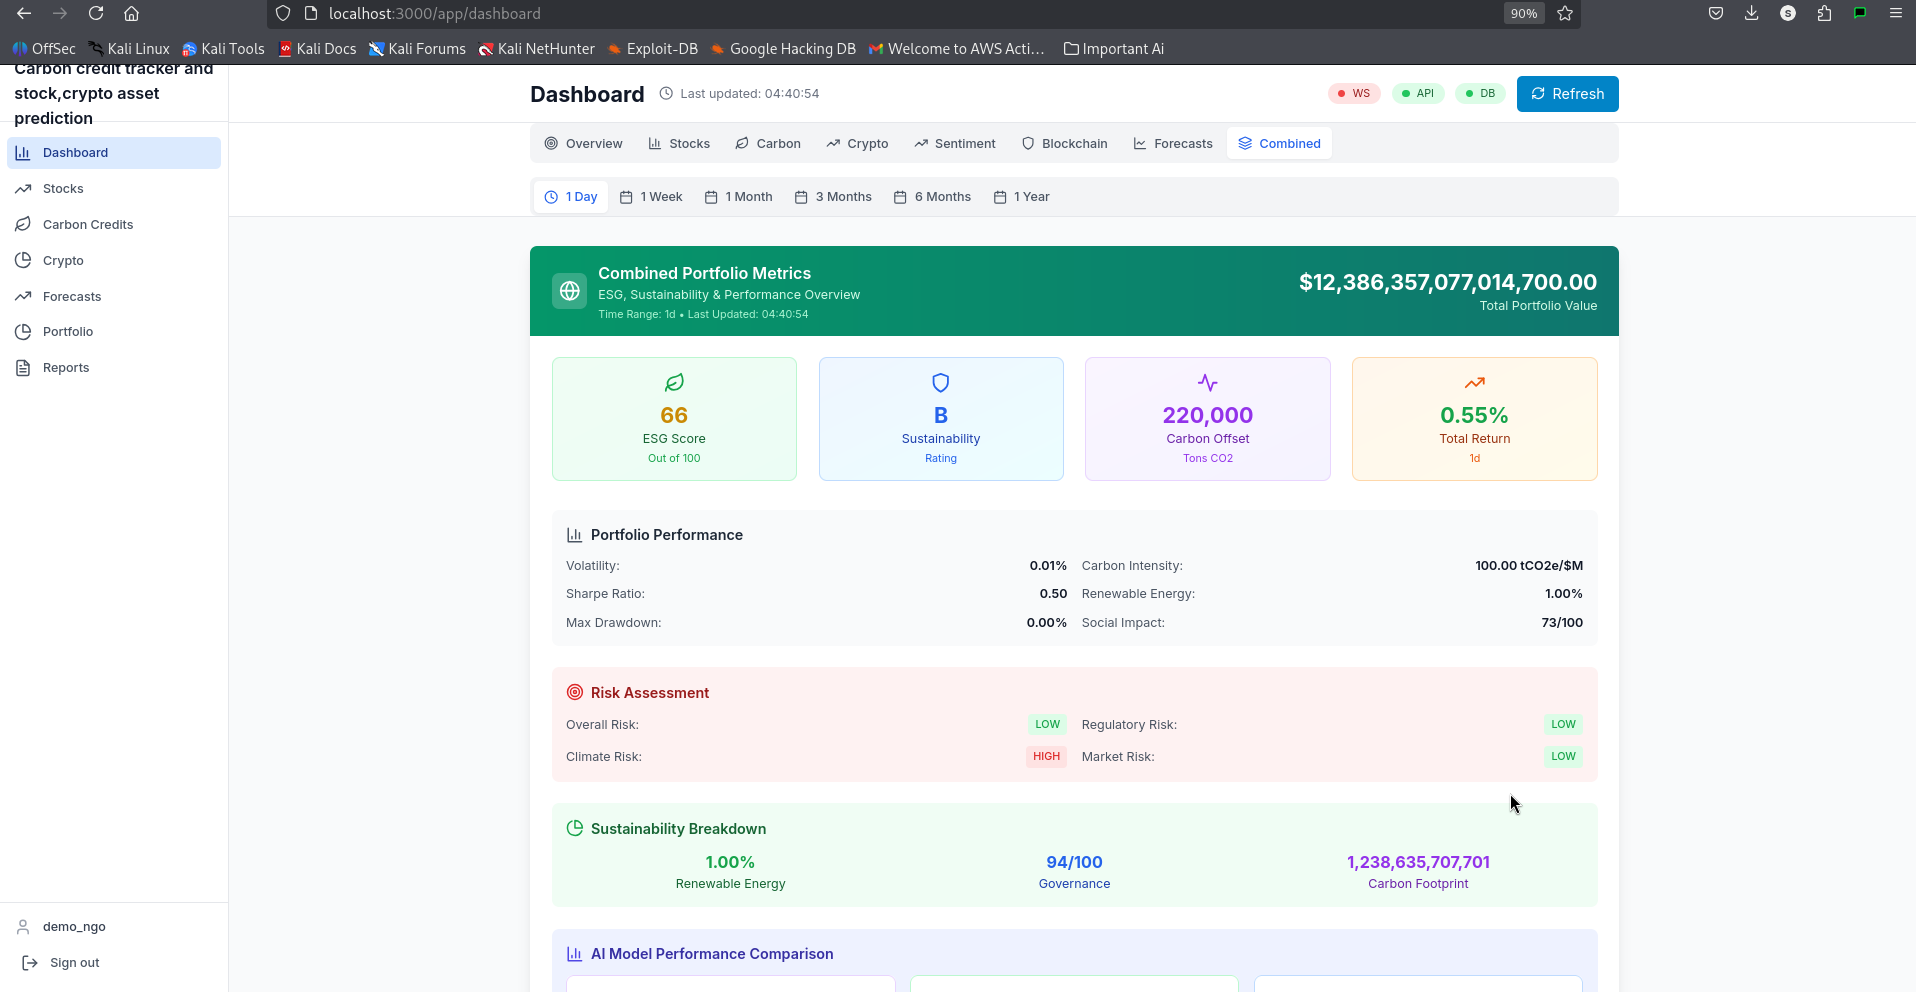 localhost:3000/app/dashboard
90%
S
OffSec
Kali Linux
Kali Tools
Kali Docs
Kali Forums
Kali NetHunter
Exploit-DB
Google Hacking DB
Welcome to AWS Acti…
Important Ai
Carbon credit tracker and
stock,crypto asset
prediction
Dashboard
Stocks
Carbon Credits
Crypto
Forecasts
Portfolio
Reports
demo_ngo
Sign out
Dashboard
Last updated: 04:40:54
WS
API
DB
Refresh
Overview
Stocks
Carbon
Crypto
Sentiment
Blockchain
Forecasts
Combined
1 Day
1 Week
1 Month
3 Months
6 Months
1 Year
Combined Portfolio Metrics
ESG, Sustainability & Performance Overview
Time Range: 1d • Last Updated: 04:40:54
$12,386,357,077,014,700.00
Total Portfolio Value
66
ESG Score
Out of 100
B
Sustainability
Rating
220,000
Carbon Offset
Tons CO2
0.55%
Total Return
1d
Portfolio Performance
Volatility: 0.01% Carbon Intensity: 100.00 tCO2e/$M
Sharpe Ratio: 0.50 Renewable Energy: 1.00%
Max Drawdown: 0.00% Social Impact: 73/100
Risk Assessment
Overall Risk: LOW Regulatory Risk: LOW
Climate Risk: HIGH Market Risk: LOW
Sustainability Breakdown
1.00%
Renewable Energy
94/100
Governance
1,238,635,707,701
Carbon Footprint
AI Model Performance Comparison